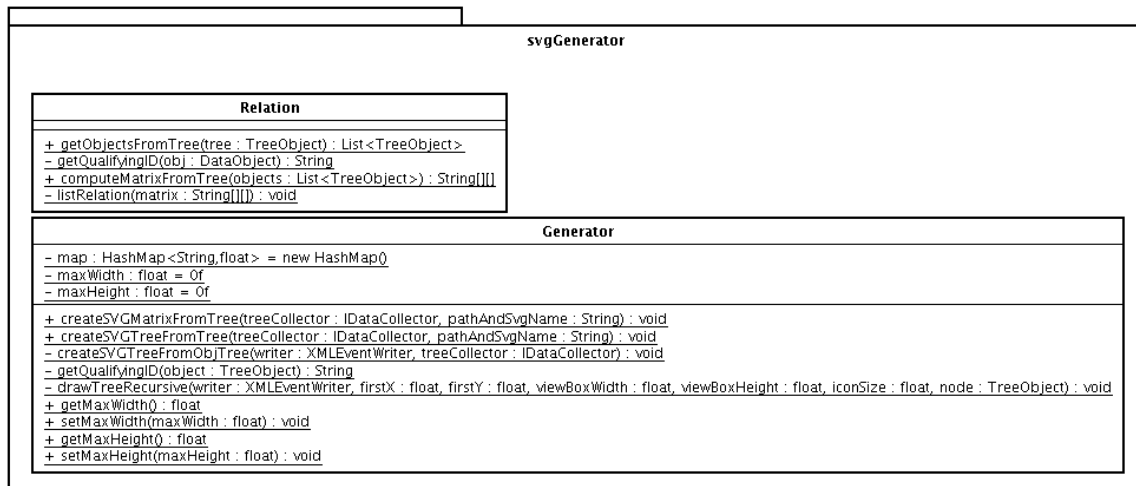 svgGenerator
Relation
+ getObjectsFromTree(tree : TreeObject) : List<TreeObject>
- getQualifyingID(obj : DataObject) : String
+ computeMatrixFromTree(objects : List<TreeObject>) : String[][]
- listRelation(matrix : String[][]) : void
Generator
- map : HashMap<String,float> = new HashMap()
- maxWidth : float = 0f
- maxHeight : float = 0f
+ createSVGMatrixFromTree(treeCollector : IDataCollector, pathAndSvgName : String) : void
+ createSVGTreeFromTree(treeCollector : IDataCollector, pathAndSvgName : String) : void
- createSVGTreeFromObjTree(writer : XMLEventWriter, treeCollector : IDataCollector) : void
- getQualifyingID(object : TreeObject) : String
- drawTreeRecursive(writer : XMLEventWriter, firstX : float, firstY : float, viewBoxWidth : float, viewBoxHeight : float, iconSize : float, node : TreeObject) : void
+ getMaxWidth() : float
+ setMaxWidth(maxWidth : float) : void
+ getMaxHeight() : float
+ setMaxHeight(maxHeight : float) : void